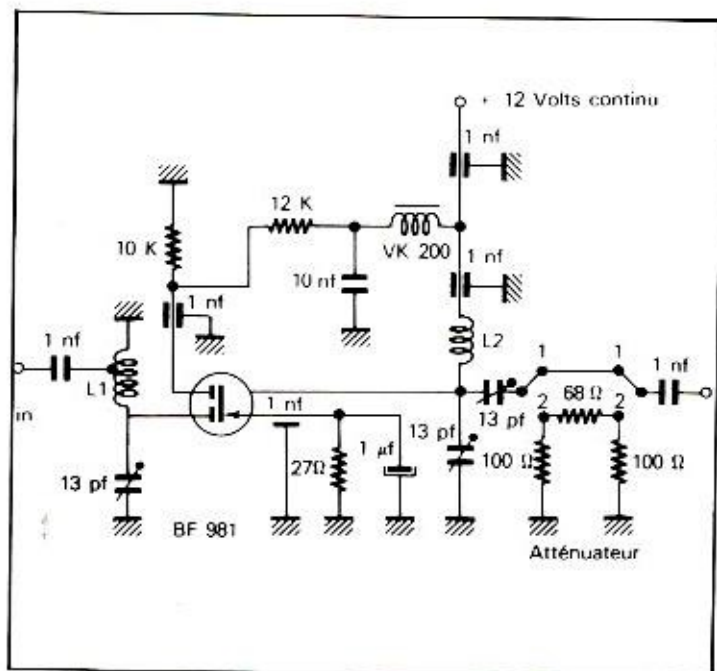 + 12 Volts continu
1 nf
12 K
10 K
VK 200
1 nf
10 nf
1 nf
1 nf
L1
L2
1
1
1 nf
in
68 Ω
2
2
13 pf
1 nf
13 pf
13 pf
27Ω
1 µf
100 Ω
100 Ω
BF 981
Atténuateur